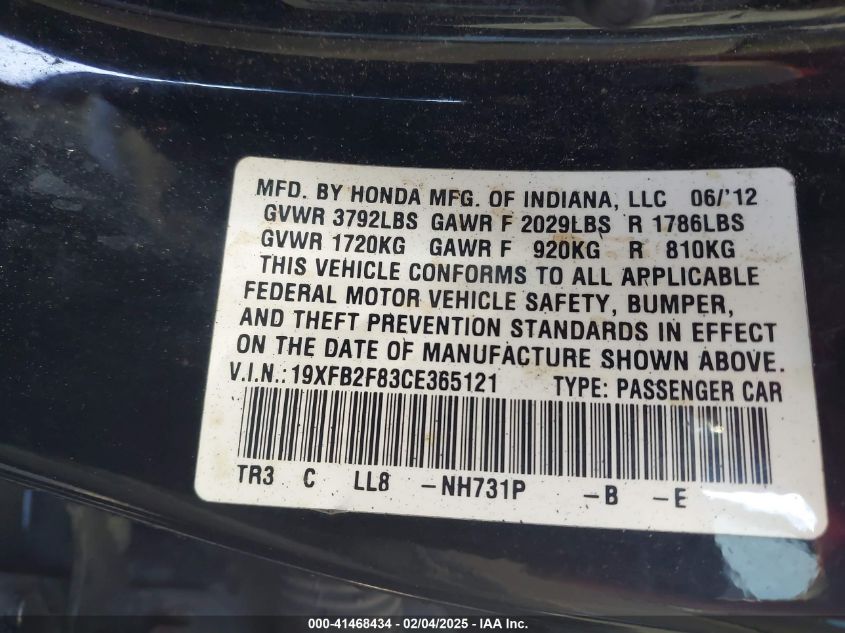 MFD. BY HONDA MFG. OF INDIANA, LLC 06/'12
GVWR 3792LBS GAWR F 2029LBS R 1786LBS
GVWR 1720KG GAWR F 920KG R 810KG
THIS VEHICLE CONFORMS TO ALL APPLICABLE
FEDERAL MOTOR VEHICLE SAFETY, BUMPER,
AND THEFT PREVENTION STANDARDS IN EFFECT
ON THE DATE OF MANUFACTURE SHOWN ABOVE.
V.I.N.:19XFB2F83CE365121 TYPE: PASSENGER CAR
TR3 C LL8 -NH731P -B -E
000-41468434 - 02/04/2025 - IAAI Inc.